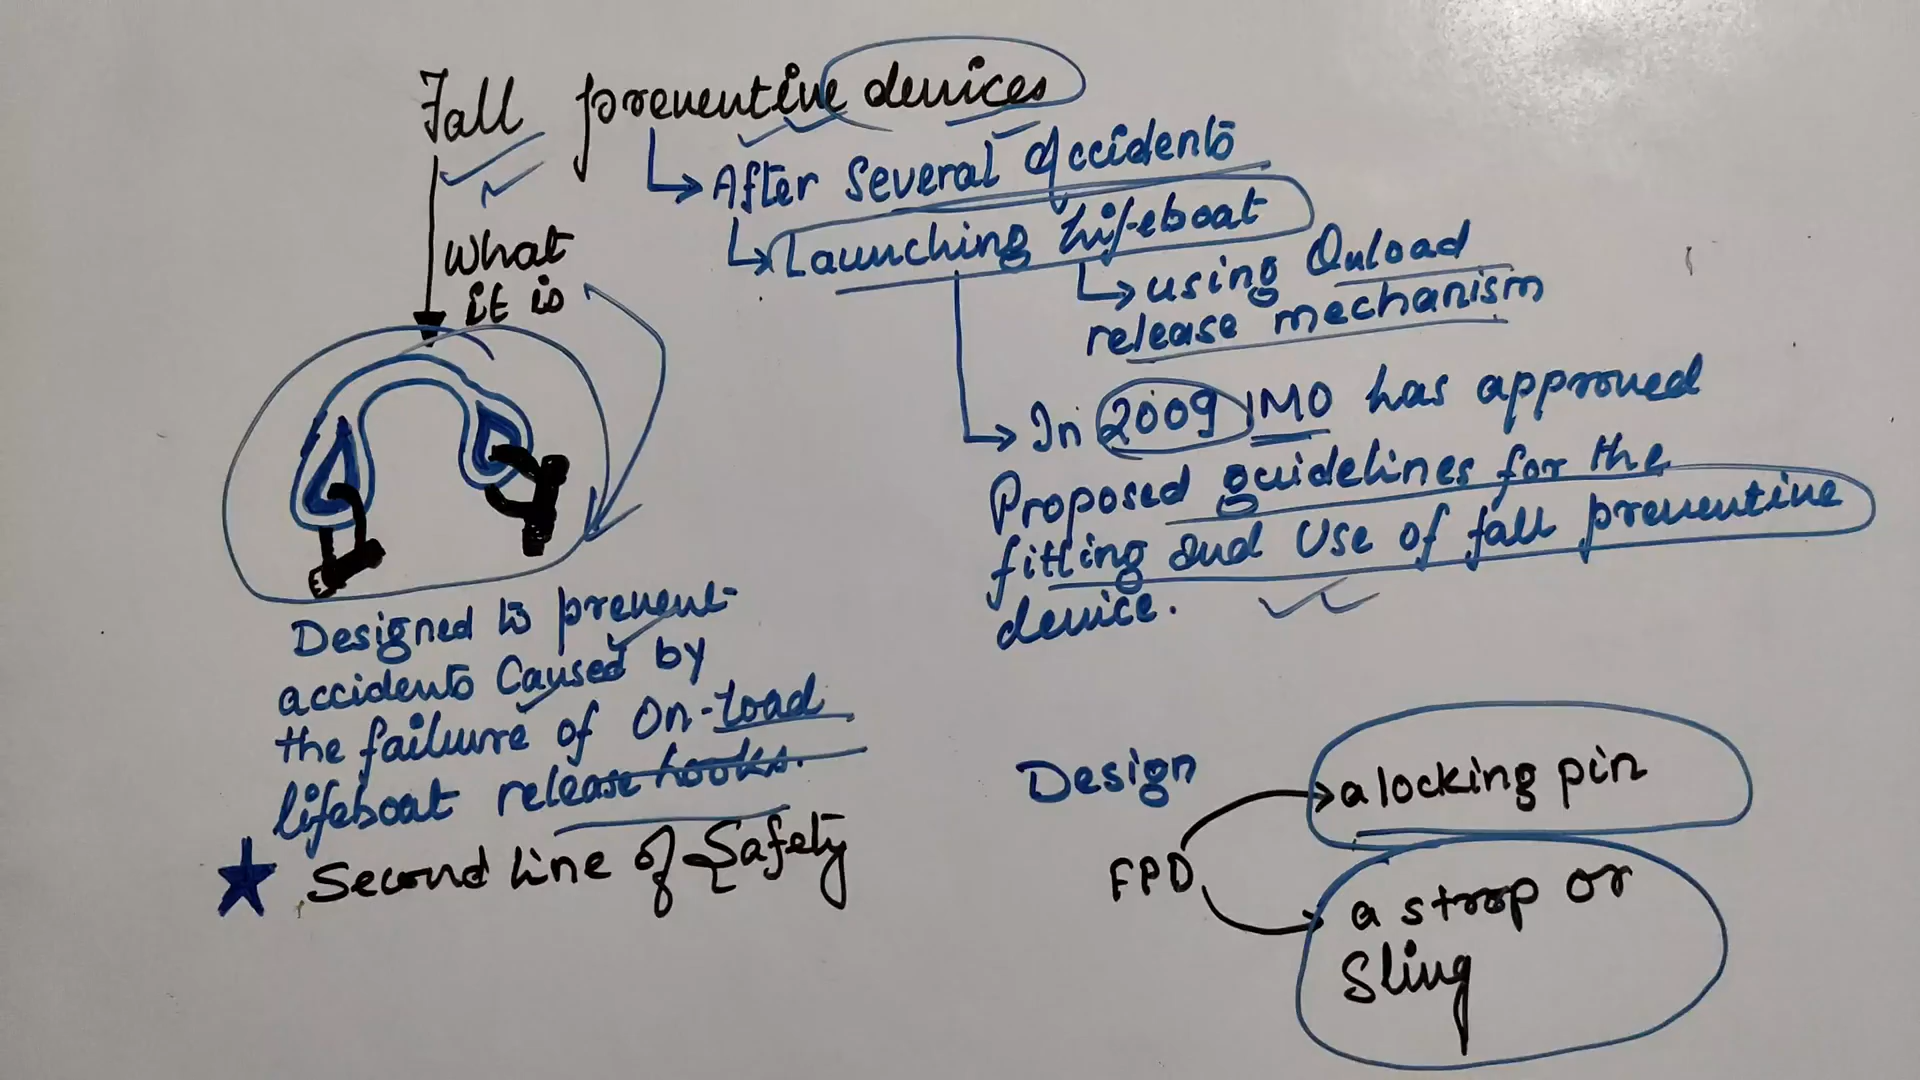 Fall preventive devices
After Several Accidents
Launching Lifeboat
using Onload
release mechanism
In 2009 IMO has approved
Proposed guidelines for the
fitting and Use of fall preventive
device.
What
it is
Designed to prevent
accidents Caused by
the failure of On-Load
lifeboat release hooks.
Second Line of Safety
Design
FPD
a locking pin
a strop or
Sling